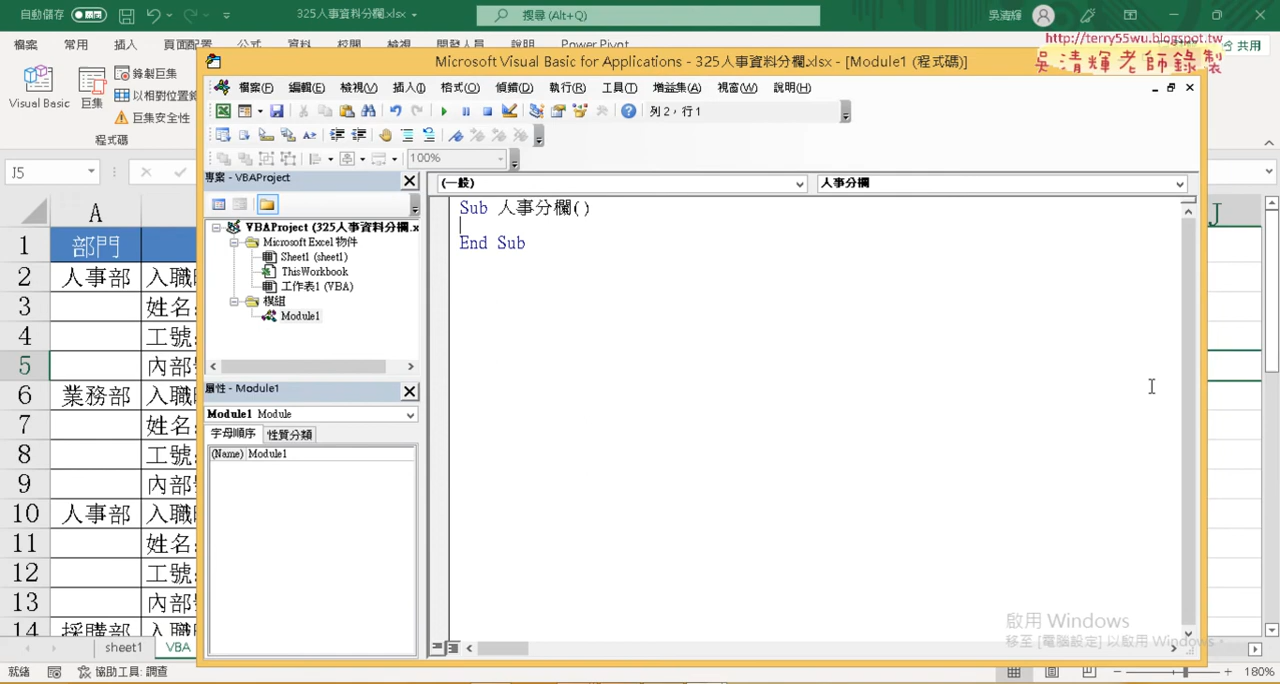 自動儲存 關閉 325人事資料分欄.xlsx 搜尋 (Alt+Q) 吳清輝
檔案 常用 插入 頁面配置 公式 資料 校閱 檢視 開發人員 說明 Power Pivot 共用
http://terry55wu.blogspot.tw
吳清輝老師錄製
Visual Basic
巨集
錄製巨集
以相對位置錄
巨集安全性
程式碼
Microsoft Visual Basic for Applications - 325人事資料分欄.xlsx - [Module1 (程式碼)]
檔案(F) 編輯(E) 檢視(V) 插入(I) 格式(O) 偵錯(D) 執行(R) 工具(T) 增益集(A) 視窗(W) 說明(H)
列 2，行 1
100%
J5
專案 - VBAProject
(一般) 人事分欄
VBAProject (325人事資料分欄.x
Microsoft Excel 物件
Sheet1 (sheet1)
ThisWorkbook
工作表1 (VBA)
模組
Module1
Sub 人事分欄()
End Sub
屬性 - Module1
Module1 Module
字母順序 性質分類
(Name) Module1
A J
1 部門
2 人事部 入職
3 姓名
4 工號
5 內部
6 業務部 入職
7 姓名
8 工號
9 內部
10 人事部 入職
11 姓名
12 工號
13 內部
14 採購部 入職
啟用 Windows
移至 [電腦設定] 以啟用 Windows。
sheet1 VBA
就緒 協助工具: 調查 180%